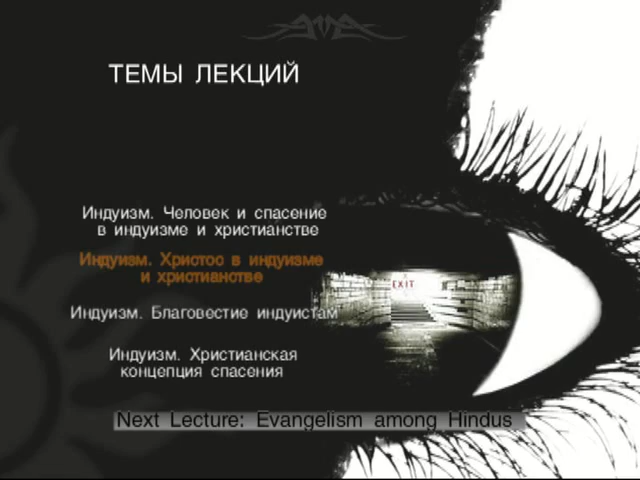 ТЕМЫ ЛЕКЦИЙ
Индуизм. Человек и спасение
в индуизме и христианстве
Индуизм. Христос в индуизме
и христианстве
Индуизм. Благовестие индуистам
EXIT
Индуизм. Христианская
концепция спасения
Next Lecture: Evangelism among Hindus